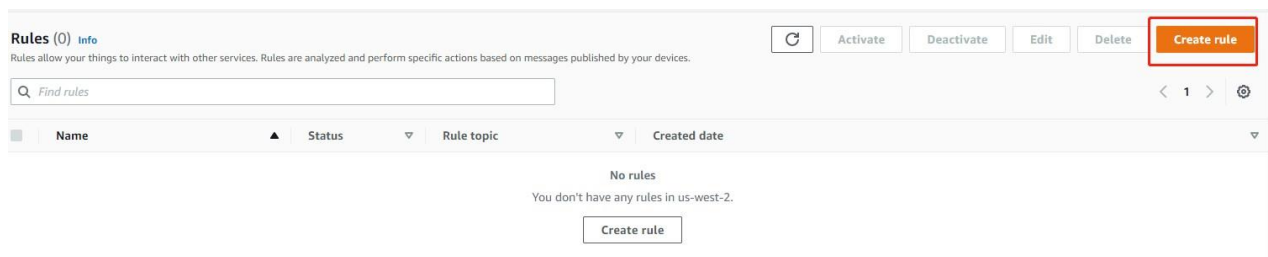 Rules (0) Info
Activate Deactivate Edit Delete Create rule
Rules allow your things to interact with other services. Rules are analyzed and perform specific actions based on messages published by your devices.
Find rules
1
Name Status Rule topic Created date
No rules
You don't have any rules in us-west-2.
Create rule